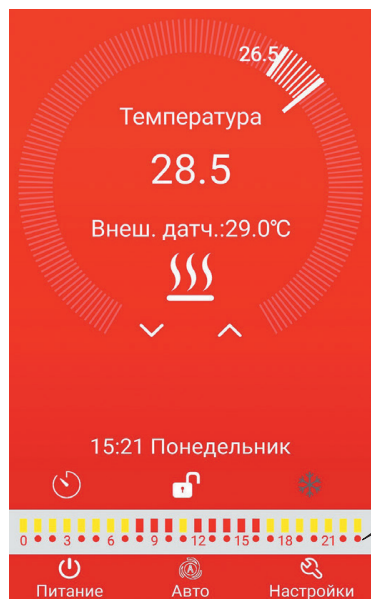 26.5
Температура
28.5
Внеш. датч.:29.0℃
15:21 Понедельник
0 3 6 9 12 15 18 21
A
Питание Авто Настройки